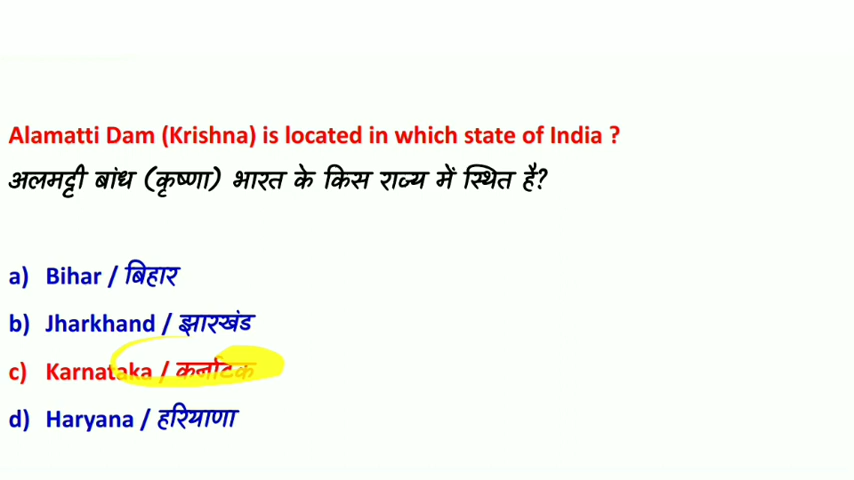 Alamatti Dam (Krishna) is located in which state of India ?
अलमट्टी बांध (कृष्णा) भारत के किस राज्य में स्थित है?
a) Bihar / बिहार
b) Jharkhand / झारखंड
c) Karnataka / कर्नाटक
d) Haryana / हरियाणा